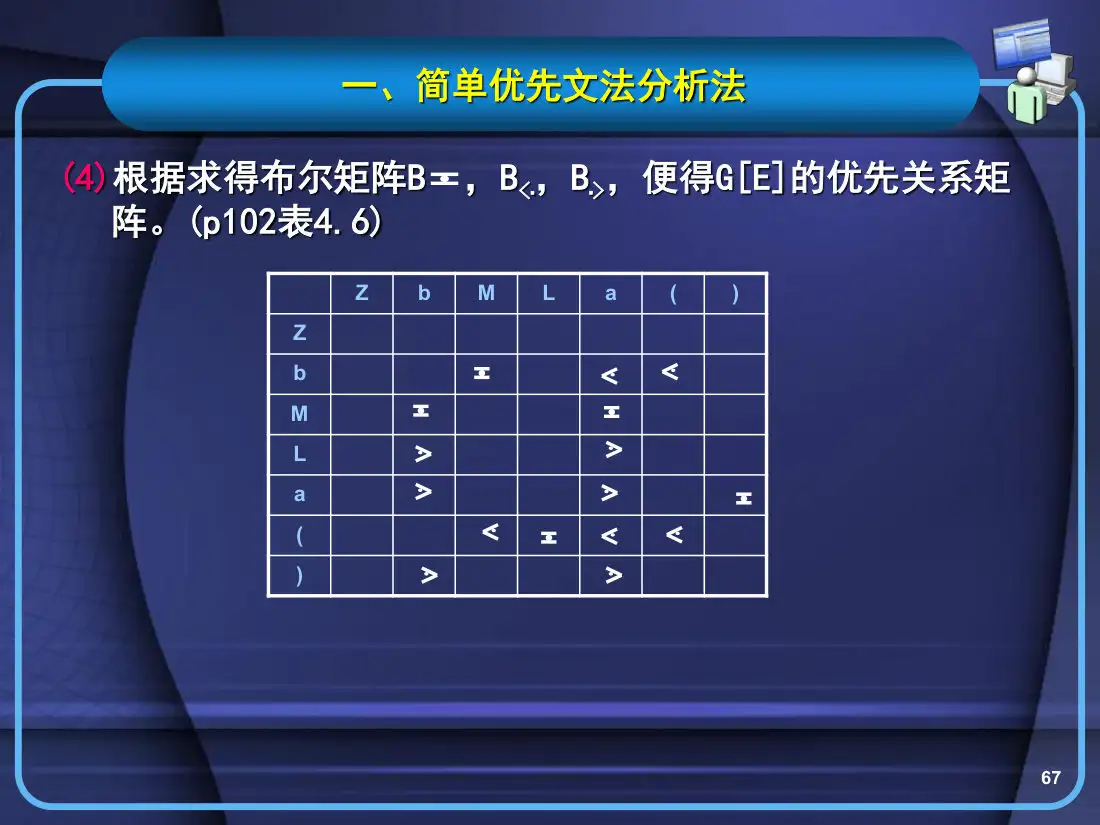 一、简单优先文法分析法
(4)根据求得布尔矩阵B≖,B<·,B·>,便得G[E]的优先关系矩
阵。(p102表4.6)
Z b M L a ( )
Z
b ≖ <· <·
M ≖ ≖
L ·> ·>
a ·> ·> ≖
( <· ≖ <· <·
) ·> ·>
67